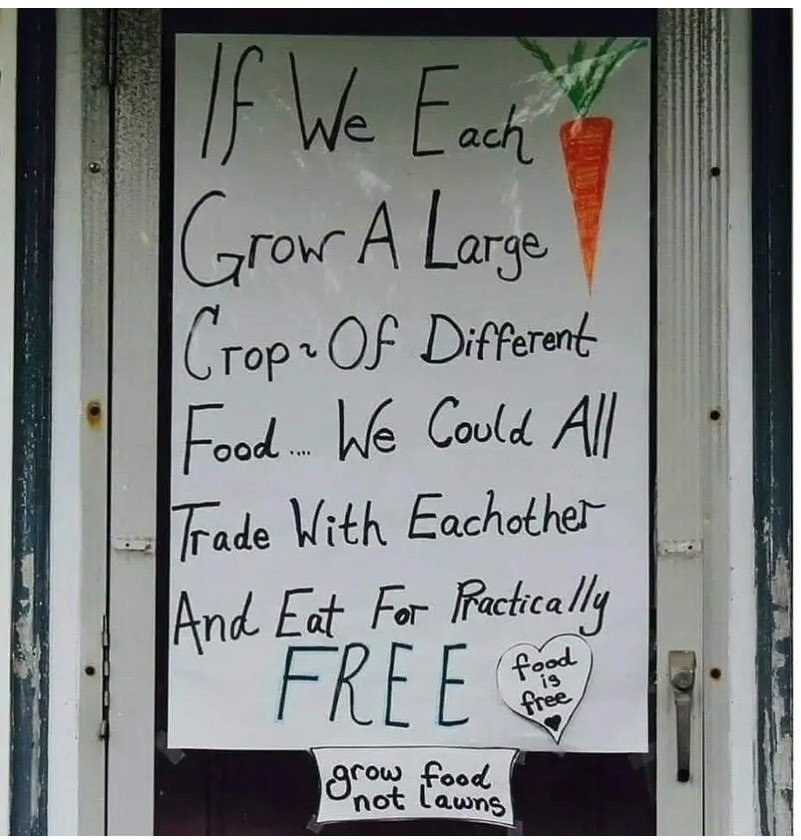 If We Each
Grow A Large
Crop~Of Different
Food.... We Could All
Trade With Eachother
And Eat For Practically
FREE
food
is
free
grow food
not Lawns